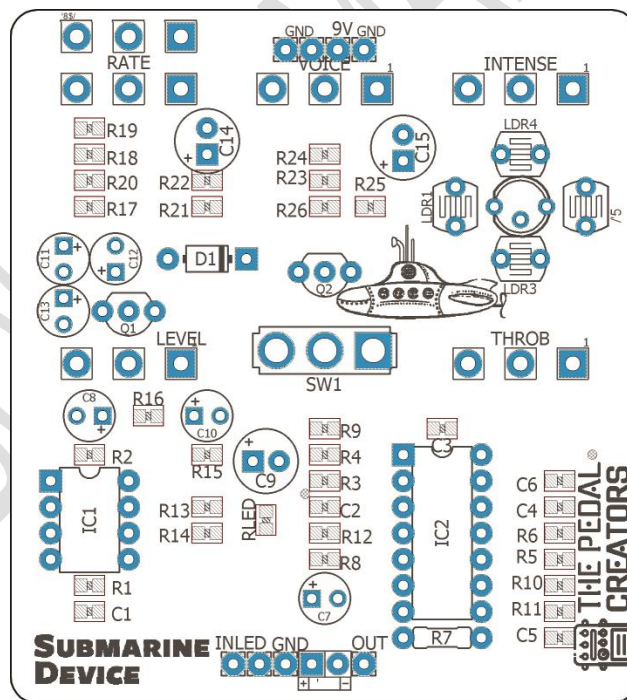 '8$/
GND 9V GND
RATE VOICE 1 INTENSE 1
R19 C14 C15 LDR4
R18 R24
R20 R22 R23 R25 LDR1 /5
R17 R21 R26
C11 C12 D1 Q2 LDR3
C13 Q1
LEVEL 1 SW1 THROB 1
C8 R16 C10 R9 C3
R2 R15 C9 R4
R3 C6
IC1 R13 RLED C2 IC2 C4
R14 R12 R6
R8 R5
R1 R10
C1 C7 R11
R7 C5
SUBMARINE
DEVICE
INLED GND OUT
THE PEDAL
CREATORS